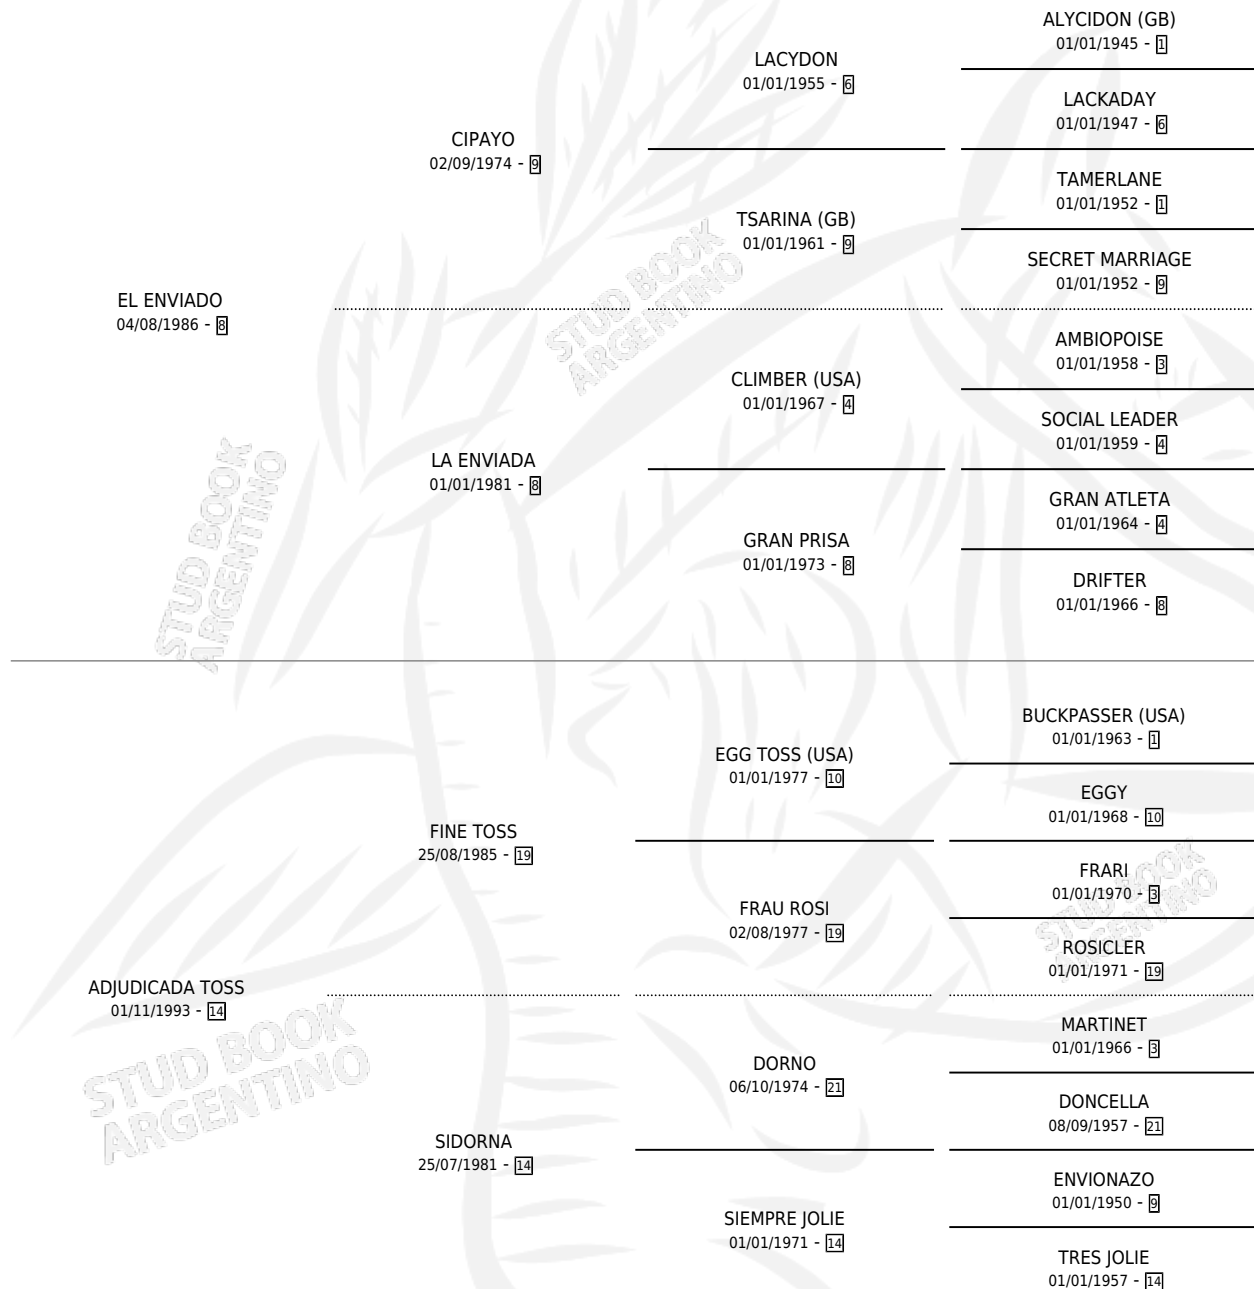 ALYCIDON (GB)
01/01/1945 - 1
LACYDON
01/01/1955 - 6
LACKADAY
01/01/1947 - 6
CIPAYO
02/09/1974 - 9
TAMERLANE
01/01/1952 - 1
TSARINA (GB)
01/01/1961 - 9
SECRET MARRIAGE
01/01/1952 - 9
EL ENVIADO
04/08/1986 - 8
STUD BOOK
ARGENTINO
AMBIOPOISE
01/01/1958 - 3
CLIMBER (USA)
01/01/1967 - 4
SOCIAL LEADER
01/01/1959 - 4
LA ENVIADA
01/01/1981 - 8
GRAN ATLETA
01/01/1964 - 4
GRAN PRISA
01/01/1973 - 8
DRIFTER
01/01/1966 - 8
STUD BOOK
ARGENTINO
BUCKPASSER (USA)
01/01/1963 - 1
EGG TOSS (USA)
01/01/1977 - 10
EGGY
01/01/1968 - 10
FINE TOSS
25/08/1985 - 19
FRARI
01/01/1970 - 3
FRAU ROSI
02/08/1977 - 19
ROSICLER
01/01/1971 - 19
STUD BOOK
ARGENTINO
ADJUDICADA TOSS
01/11/1993 - 14
MARTINET
01/01/1966 - 3
DORNO
06/10/1974 - 21
DONCELLA
08/09/1957 - 21
STUD BOOK
ARGENTINO
SIDORNA
25/07/1981 - 14
ENVIONAZO
01/01/1950 - 9
SIEMPRE JOLIE
01/01/1971 - 14
TRES JOLIE
01/01/1957 - 14